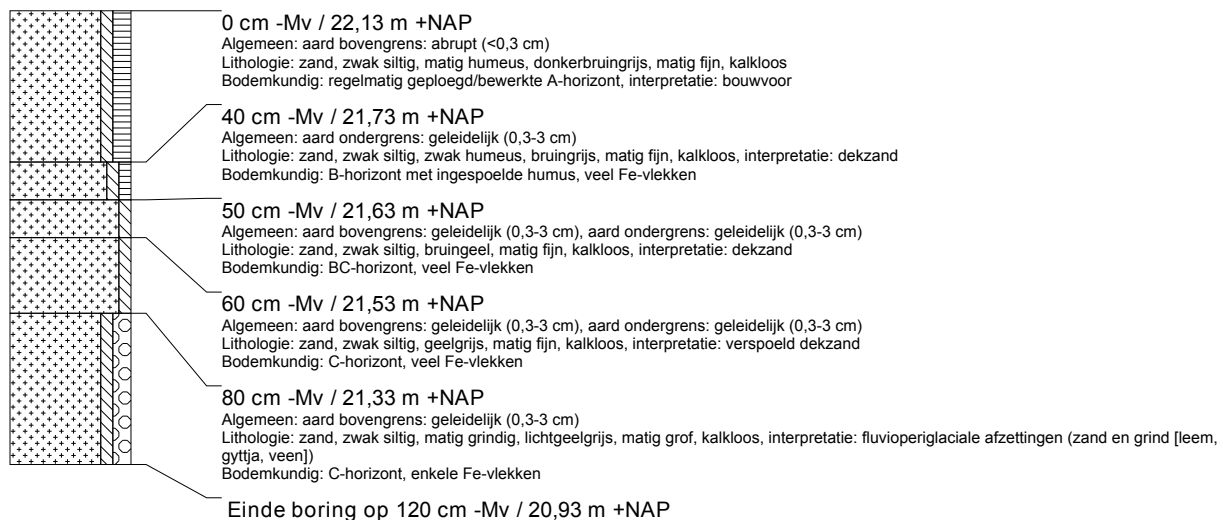 0 cm -Mv / 22,13 m +NAP
Algemeen: aard bovengrens: abrupt (<0,3 cm)
Lithologie: zand, zwak siltig, matig humeus, donkerbruingrijs, matig fijn, kalkloos
Bodemkundig: regelmatig geploegd/bewerkte A-horizont, interpretatie: bouwvoor
40 cm -Mv / 21,73 m +NAP
Algemeen: aard ondergrens: geleidelijk (0,3-3 cm)
Lithologie: zand, zwak siltig, zwak humeus, bruingrijs, matig fijn, kalkloos, interpretatie: dekzand
Bodemkundig: B-horizont met ingespoelde humus, veel Fe-vlekken
50 cm -Mv / 21,63 m +NAP
Algemeen: aard bovengrens: geleidelijk (0,3-3 cm), aard ondergrens: geleidelijk (0,3-3 cm)
Lithologie: zand, zwak siltig, bruingeel, matig fijn, kalkloos, interpretatie: dekzand
Bodemkundig: BC-horizont, veel Fe-vlekken
60 cm -Mv / 21,53 m +NAP
Algemeen: aard bovengrens: geleidelijk (0,3-3 cm), aard ondergrens: geleidelijk (0,3-3 cm)
Lithologie: zand, zwak siltig, geelgrijs, matig fijn, kalkloos, interpretatie: verspoeld dekzand
Bodemkundig: C-horizont, veel Fe-vlekken
80 cm -Mv / 21,33 m +NAP
Algemeen: aard bovengrens: geleidelijk (0,3-3 cm)
Lithologie: zand, zwak siltig, matig grindig, lichtgeelgrijs, matig grof, kalkloos, interpretatie: fluvioperiglaciale afzettingen (zand en grind [leem,
gyttja, veen])
Bodemkundig: C-horizont, enkele Fe-vlekken
Einde boring op 120 cm -Mv / 20,93 m +NAP